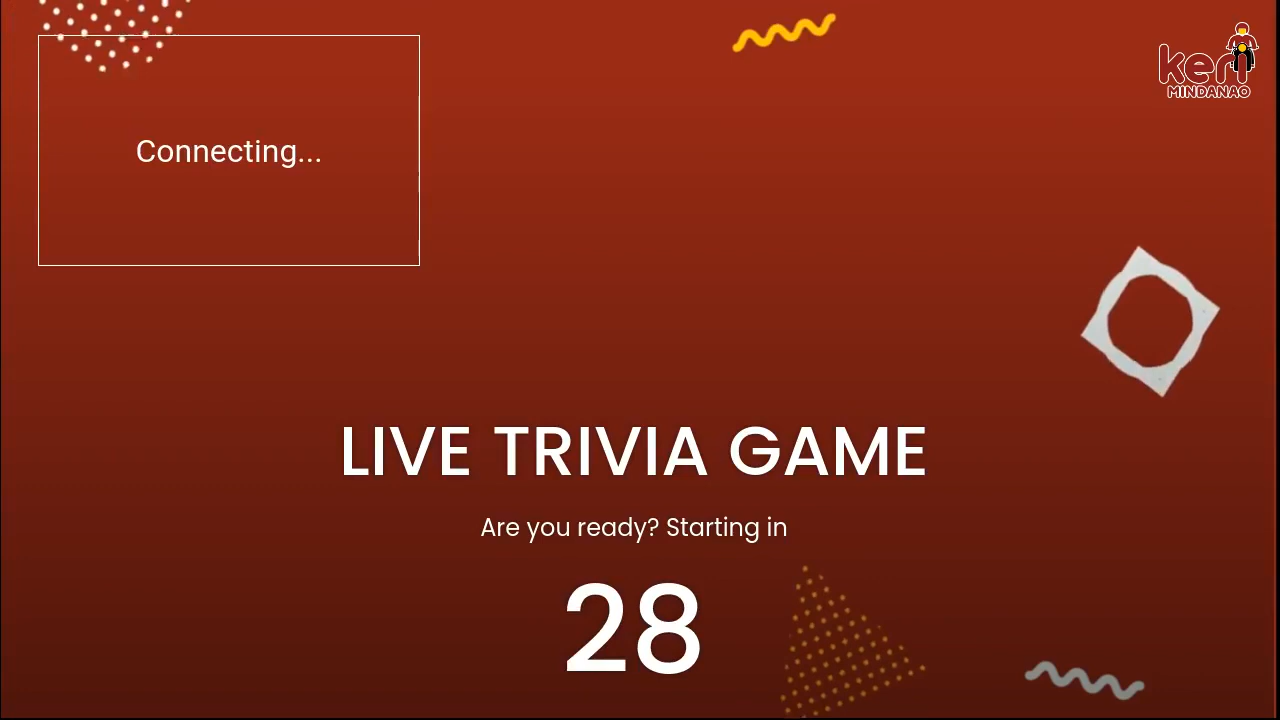 Connecting...
keri
MINDANAO
LIVE TRIVIA GAME
Are you ready? Starting in
28